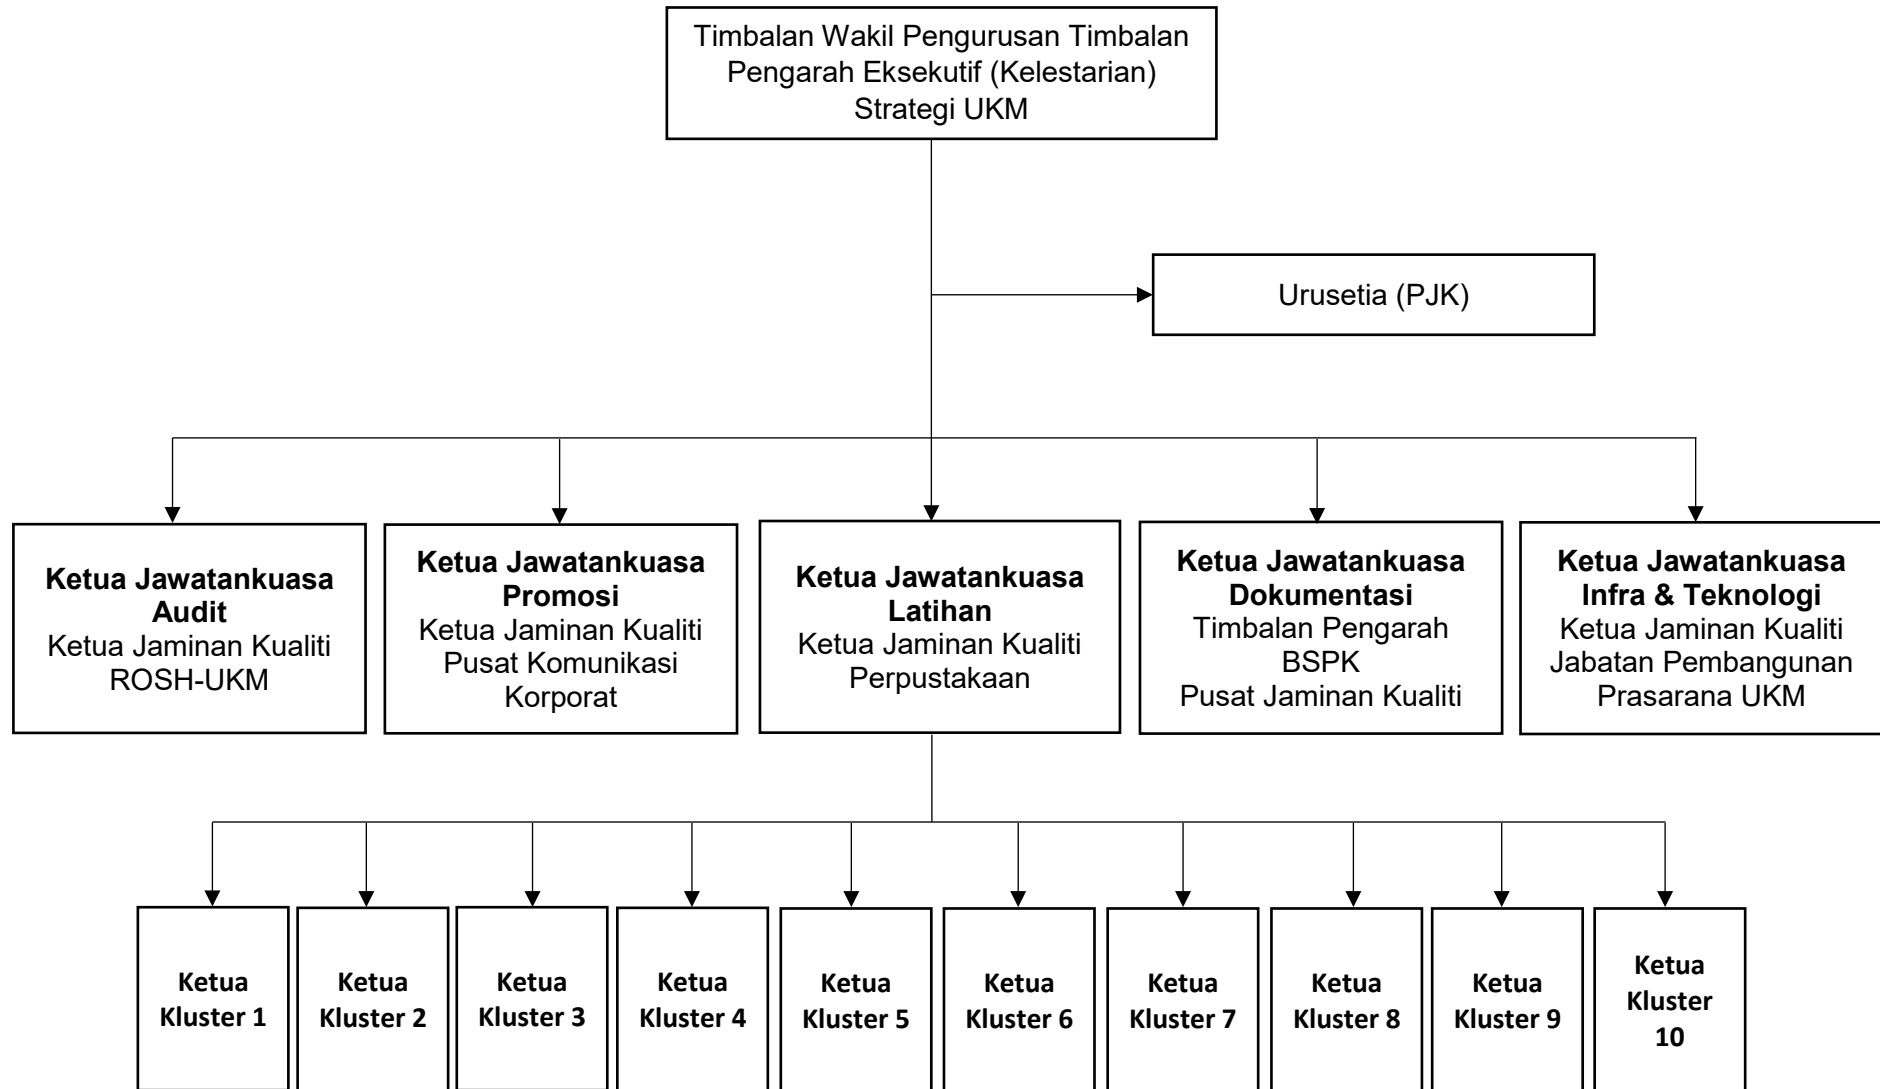 Timbalan Wakil Pengurusan Timbalan
Pengarah Eksekutif (Kelestarian)
Strategi UKM
Urusetia (PJK)
Ketua Jawatankuasa
Audit
Ketua Jaminan Kualiti
ROSH-UKM
Ketua Jawatankuasa
Promosi
Ketua Jaminan Kualiti
Pusat Komunikasi
Korporat
Ketua Jawatankuasa
Latihan
Ketua Jaminan Kualiti
Perpustakaan
Ketua Jawatankuasa
Dokumentasi
Timbalan Pengarah
BSPK
Pusat Jaminan Kualiti
Ketua Jawatankuasa
Infra & Teknologi
Ketua Jaminan Kualiti
Jabatan Pembangunan
Prasarana UKM
Ketua
Kluster 1
Ketua
Kluster 2
Ketua
Kluster 3
Ketua
Kluster 4
Ketua
Kluster 5
Ketua
Kluster 6
Ketua
Kluster 7
Ketua
Kluster 8
Ketua
Kluster 9
Ketua
Kluster
10